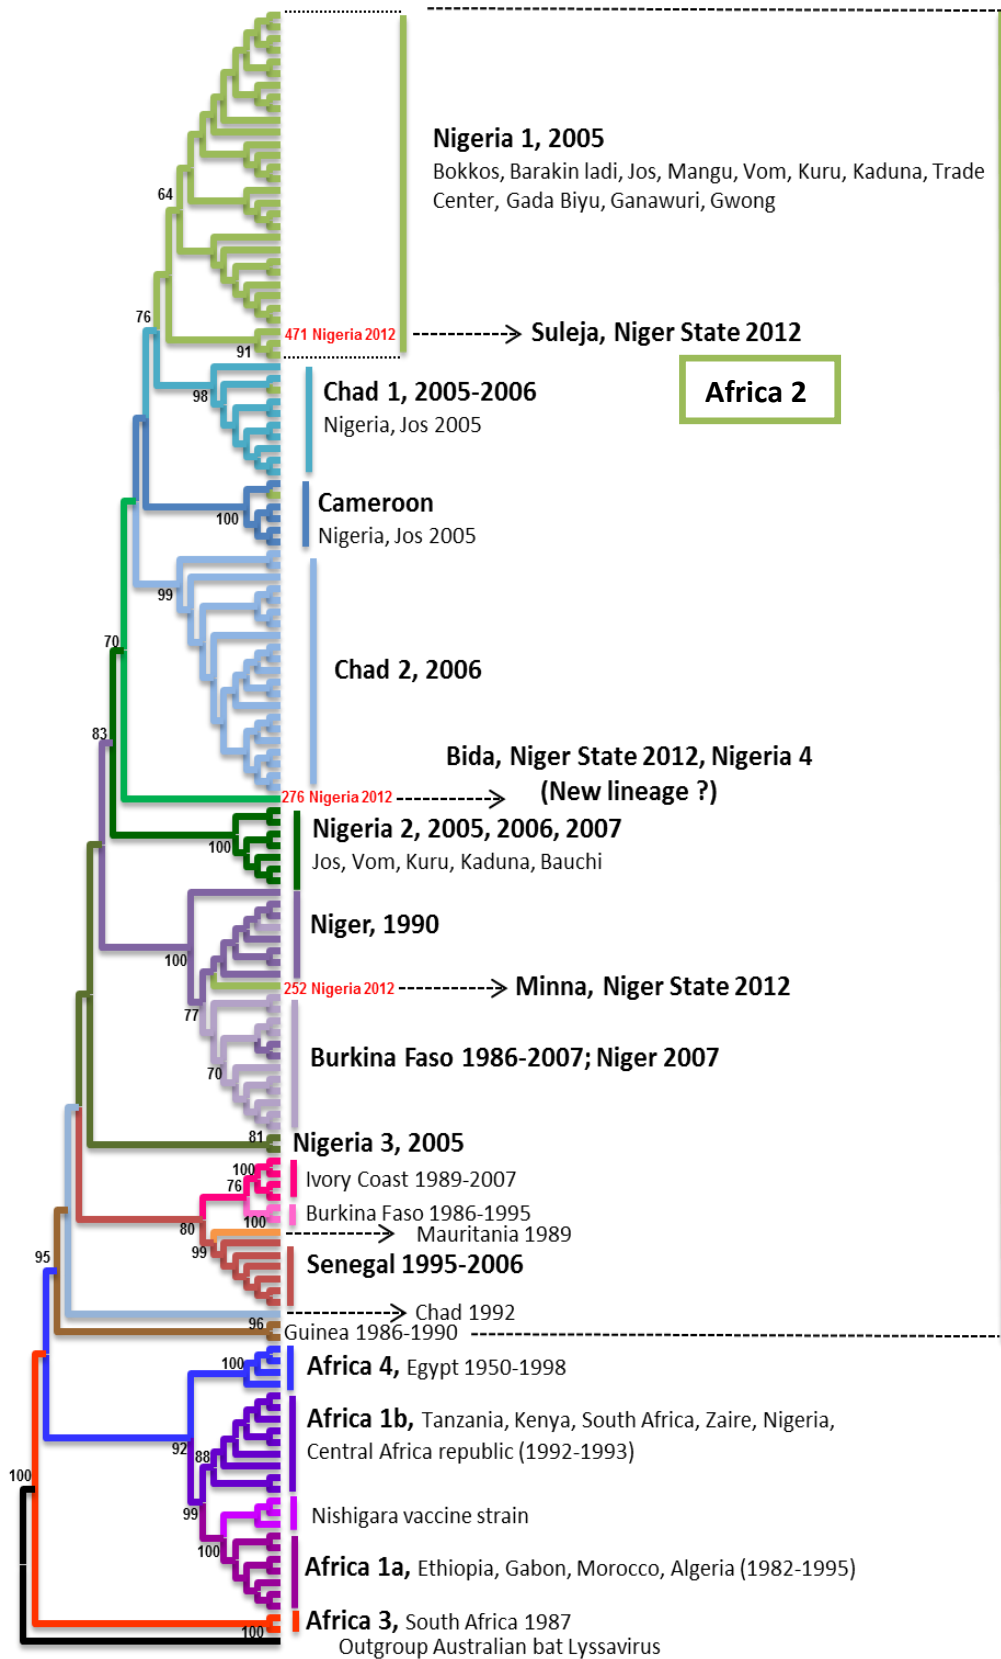 Nigeria 1, 2005
Bokkos, Barakin ladi, Jos, Mangu, Vom, Kuru, Kaduna, Trade
Center, Gada Biyu, Ganawuri, Gwong
64
76
471 Nigeria 2012
Suleja, Niger State 2012
91
Africa 2
98
Chad 1, 2005-2006
Nigeria, Jos 2005
Cameroon
100
Nigeria, Jos 2005
99
70
Chad 2, 2006
83
Bida, Niger State 2012, Nigeria 4
(New lineage ?)
276 Nigeria 2012
Nigeria 2, 2005, 2006, 2007
100
Jos, Vom, Kuru, Kaduna, Bauchi
Niger, 1990
100
252 Nigeria 2012
Minna, Niger State 2012
77
Burkina Faso 1986-2007; Niger 2007
70
81
Nigeria 3, 2005
100
Ivory Coast 1989-2007
76
Burkina Faso 1986-1995
100
80
Mauritania 1989
99
Senegal 1995-2006
95
Chad 1992
96
Guinea 1986-1990
100
Africa 4, Egypt 1950-1998
Africa 1b, Tanzania, Kenya, South Africa, Zaire, Nigeria,
Central Africa republic (1992-1993)
92
88
100
99
Nishigara vaccine strain
100
Africa 1a, Ethiopia, Gabon, Morocco, Algeria (1982-1995)
Africa 3, South Africa 1987
100
Outgroup Australian bat Lyssavirus